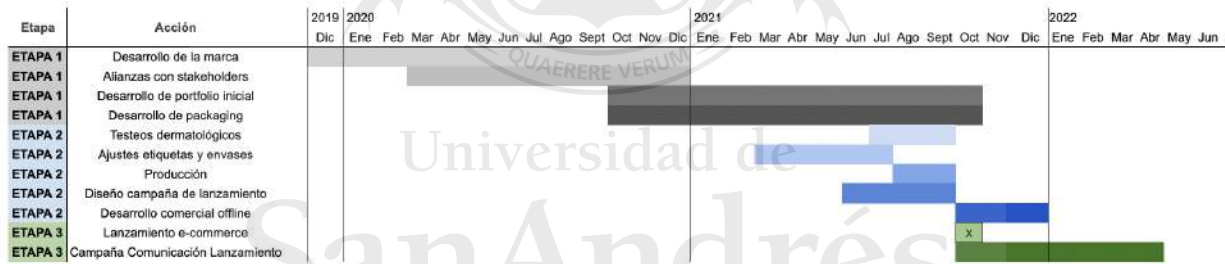 2019 2020 2021 2022
Etapa Acción Dic Ene Feb Mar Abr May Jun Jul Ago Sept Oct Nov Dic Ene Feb Mar Abr May Jun Jul Ago Sept Oct Nov Dic Ene Feb Mar Abr May Jun
ETAPA 1 Desarrollo de la marca
ETAPA 1 Alianzas con stakeholders
ETAPA 1 Desarrollo de portfolio inicial
ETAPA 1 Desarrollo de packaging
ETAPA 2 Testeos dermatológicos
ETAPA 2 Ajustes etiquetas y envases
ETAPA 2 Producción
ETAPA 2 Diseño campaña de lanzamiento
ETAPA 2 Desarrollo comercial offline
ETAPA 3 Lanzamiento e-commerce X
ETAPA 3 Campaña Comunicación Lanzamiento
QUAERERE VERUM
Universidad de
SanAndrés